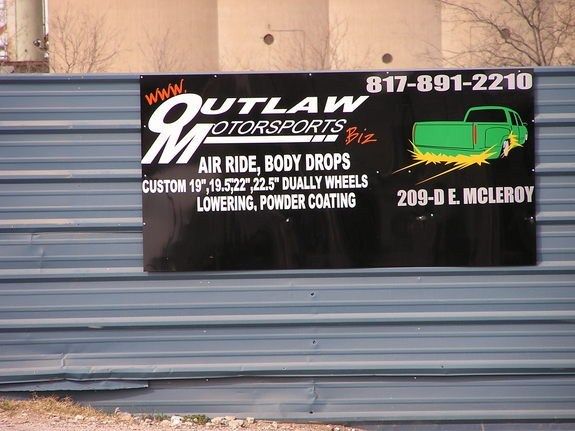 WWW.
OUTLAW
MOTORSPORTS.Biz
AIR RIDE, BODY DROPS
CUSTOM 19",19.5",22",22.5" DUALLY WHEELS
LOWERING, POWDER COATING
817-891-2210
209-D E. MCLEROY